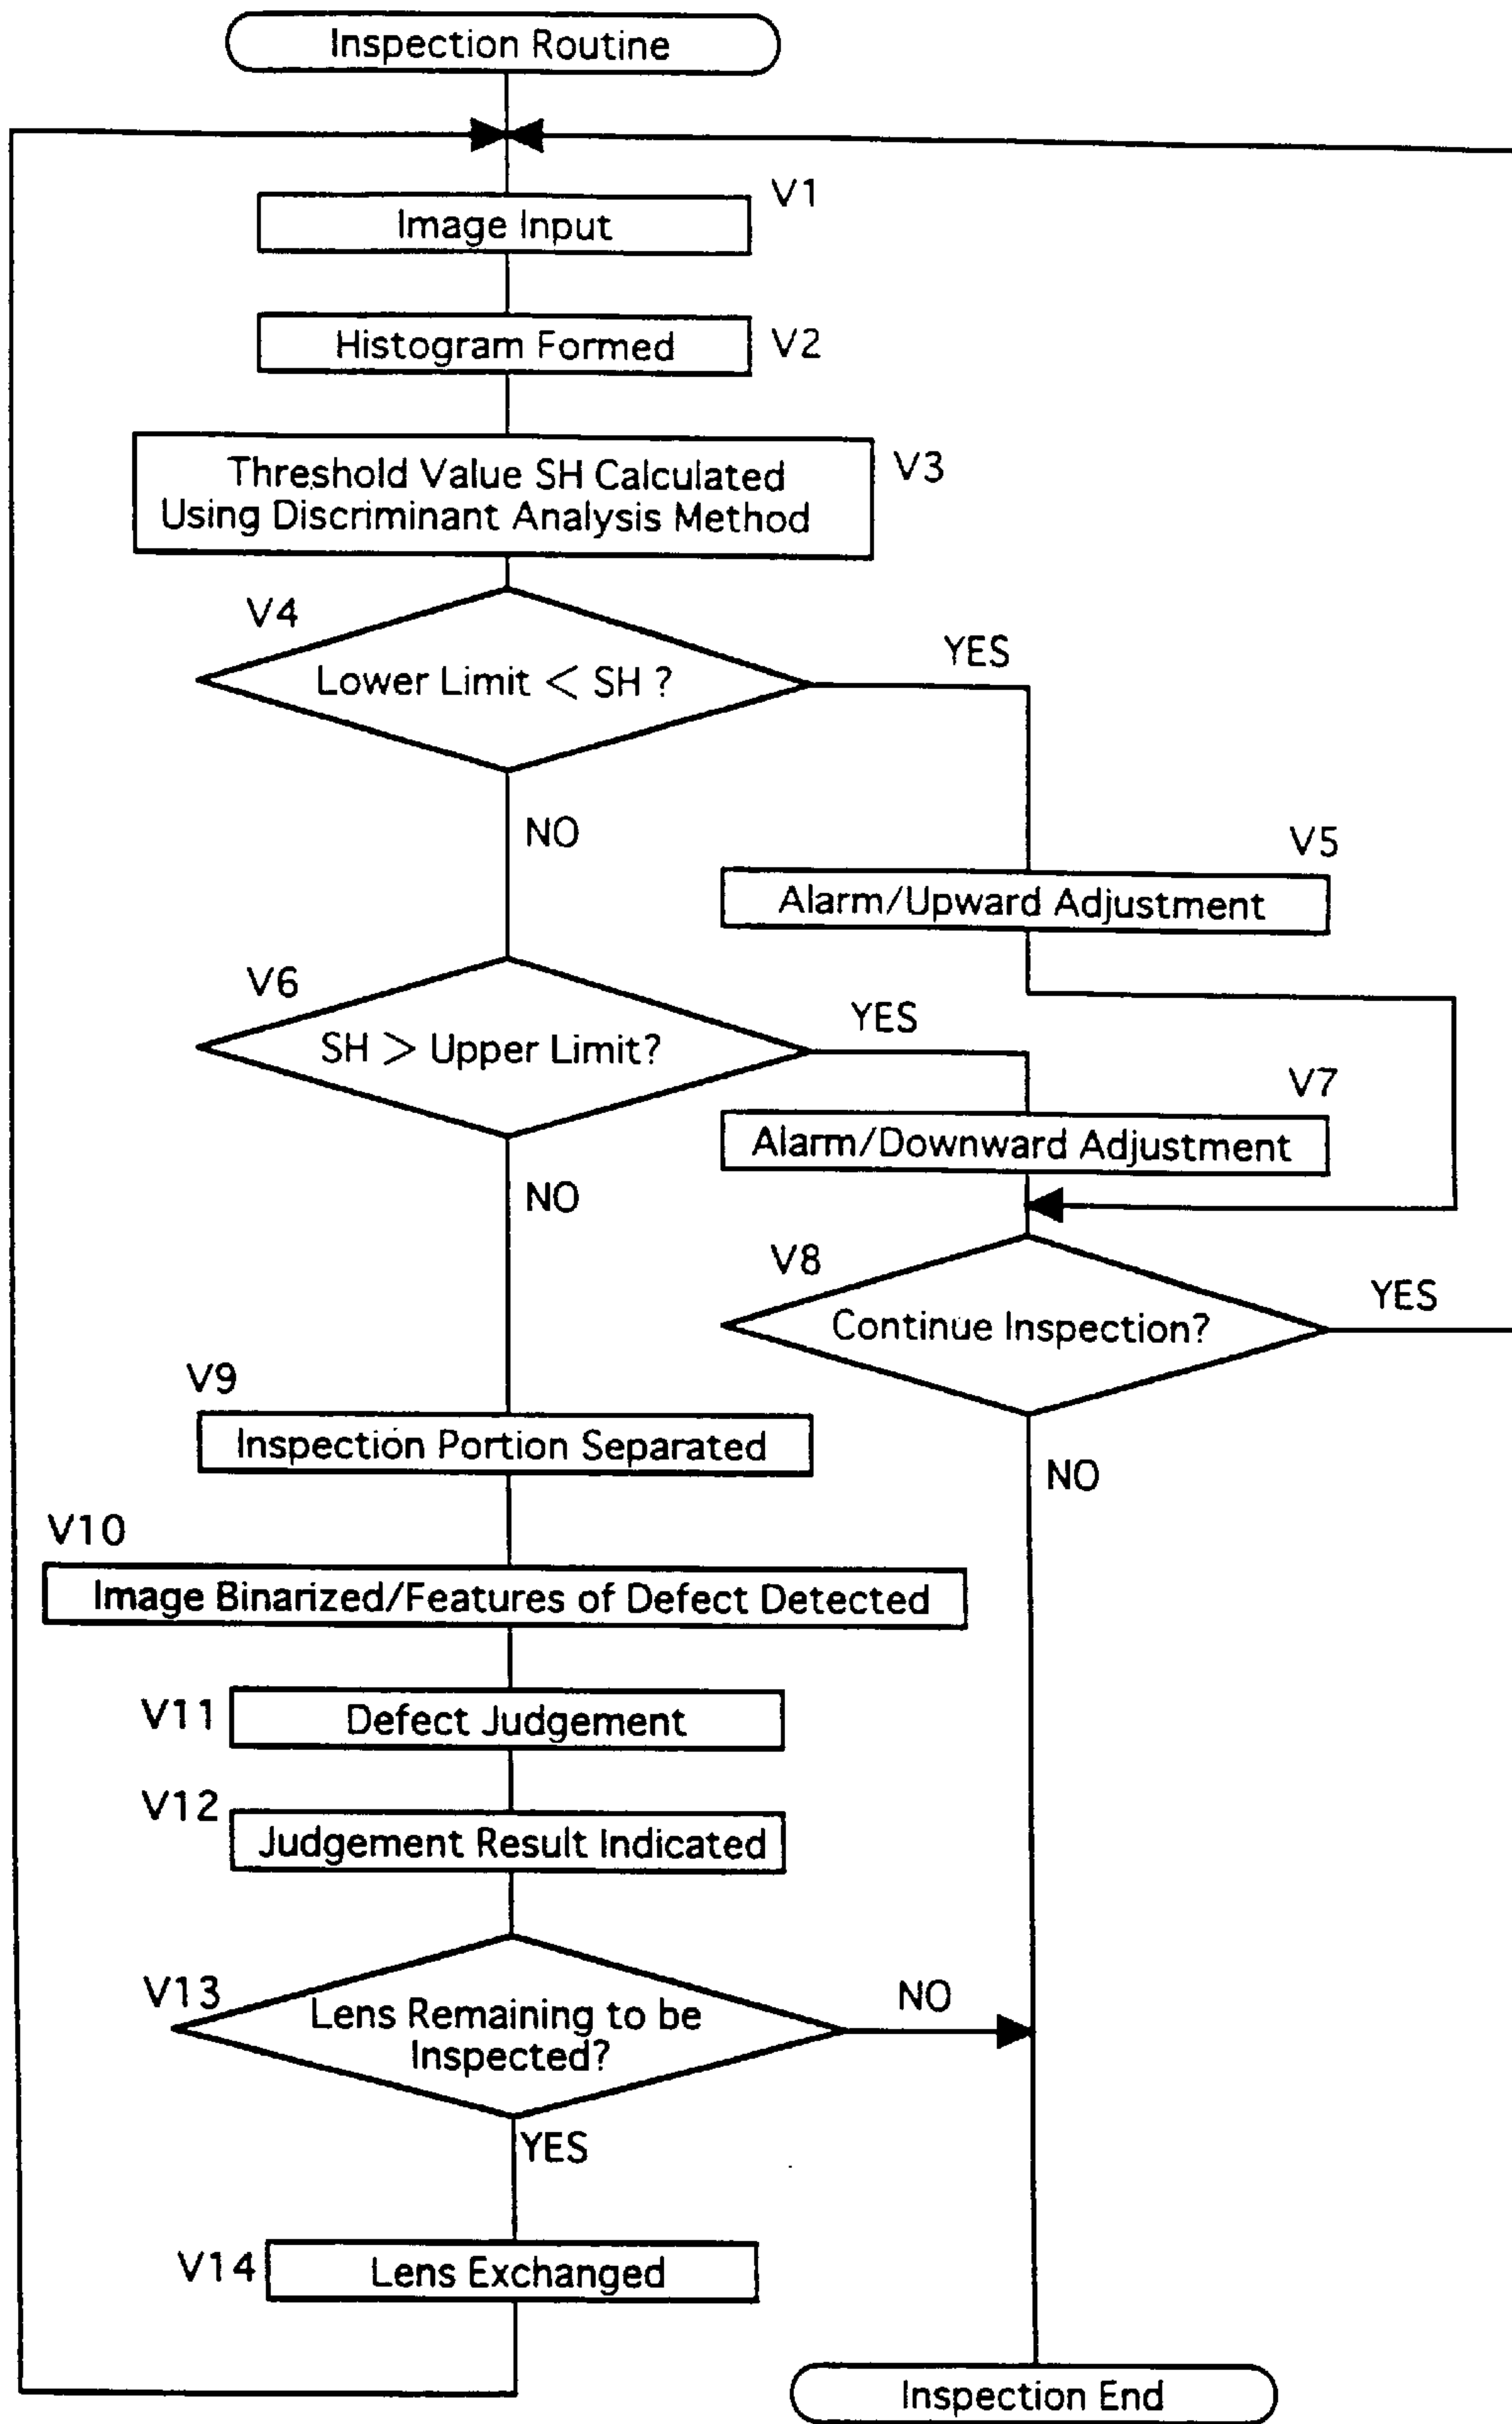 Inspection Routine
V1
Image Input
Histogram Formed
V2
Threshold Value SH Calculated
Using Discriminant Analysis Method
V3
V4
Lower Limit < SH ?
YES
NO
V5
Alarm/Upward Adjustment
V6
SH > Upper Limit?
YES
NO
V7
Alarm/Downward Adjustment
V8
Continue Inspection?
YES
NO
V9
Inspection Portion Separated
V10
Image Binarized/Features of Defect Detected
V11
Defect Judgement
V12
Judgement Result Indicated
V13
Lens Remaining to be
Inspected?
NO
YES
V14
Lens Exchanged
Inspection End